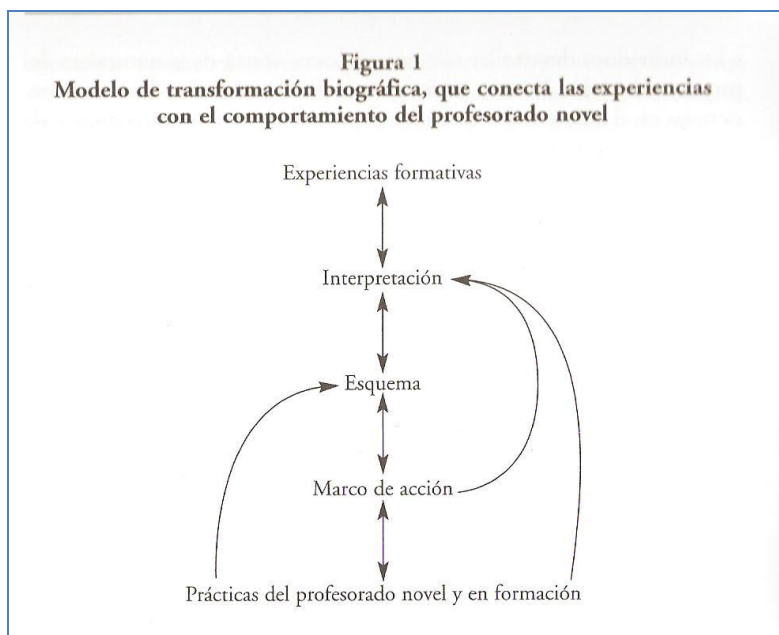 Figura 1
Modelo de transformación biográfica, que conecta las experiencias
con el comportamiento del profesorado novel
Experiencias formativas
Interpretación
Esquema
Marco de acción
Prácticas del profesorado novel y en formación